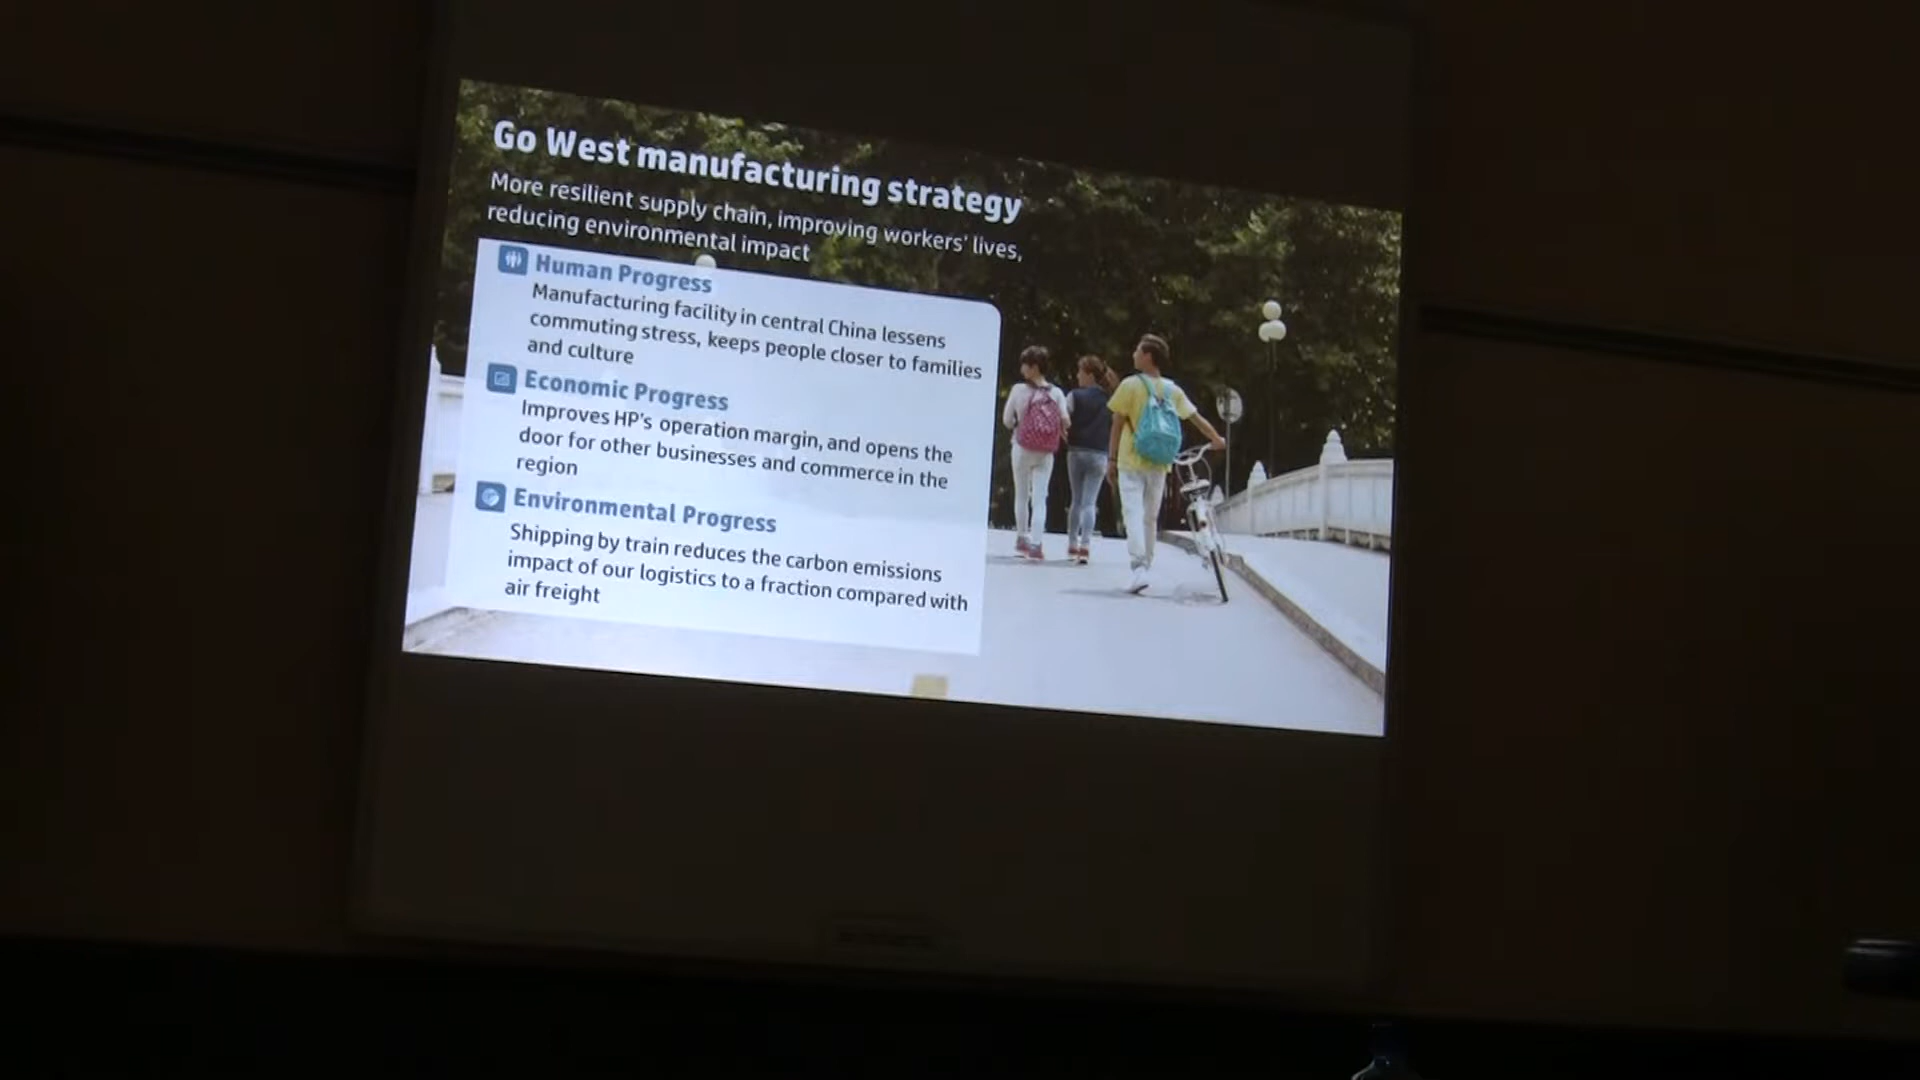 Go West manufacturing strategy
More resilient supply chain, improving workers' lives,
reducing environmental impact
Human Progress
Manufacturing facility in central China lessens
commuting stress, keeps people closer to families
and culture
Economic Progress
Improves HP's operation margin, and opens the
door for other businesses and commerce in the
region
Environmental Progress
Shipping by train reduces the carbon emissions
impact of our logistics to a fraction compared with
air freight